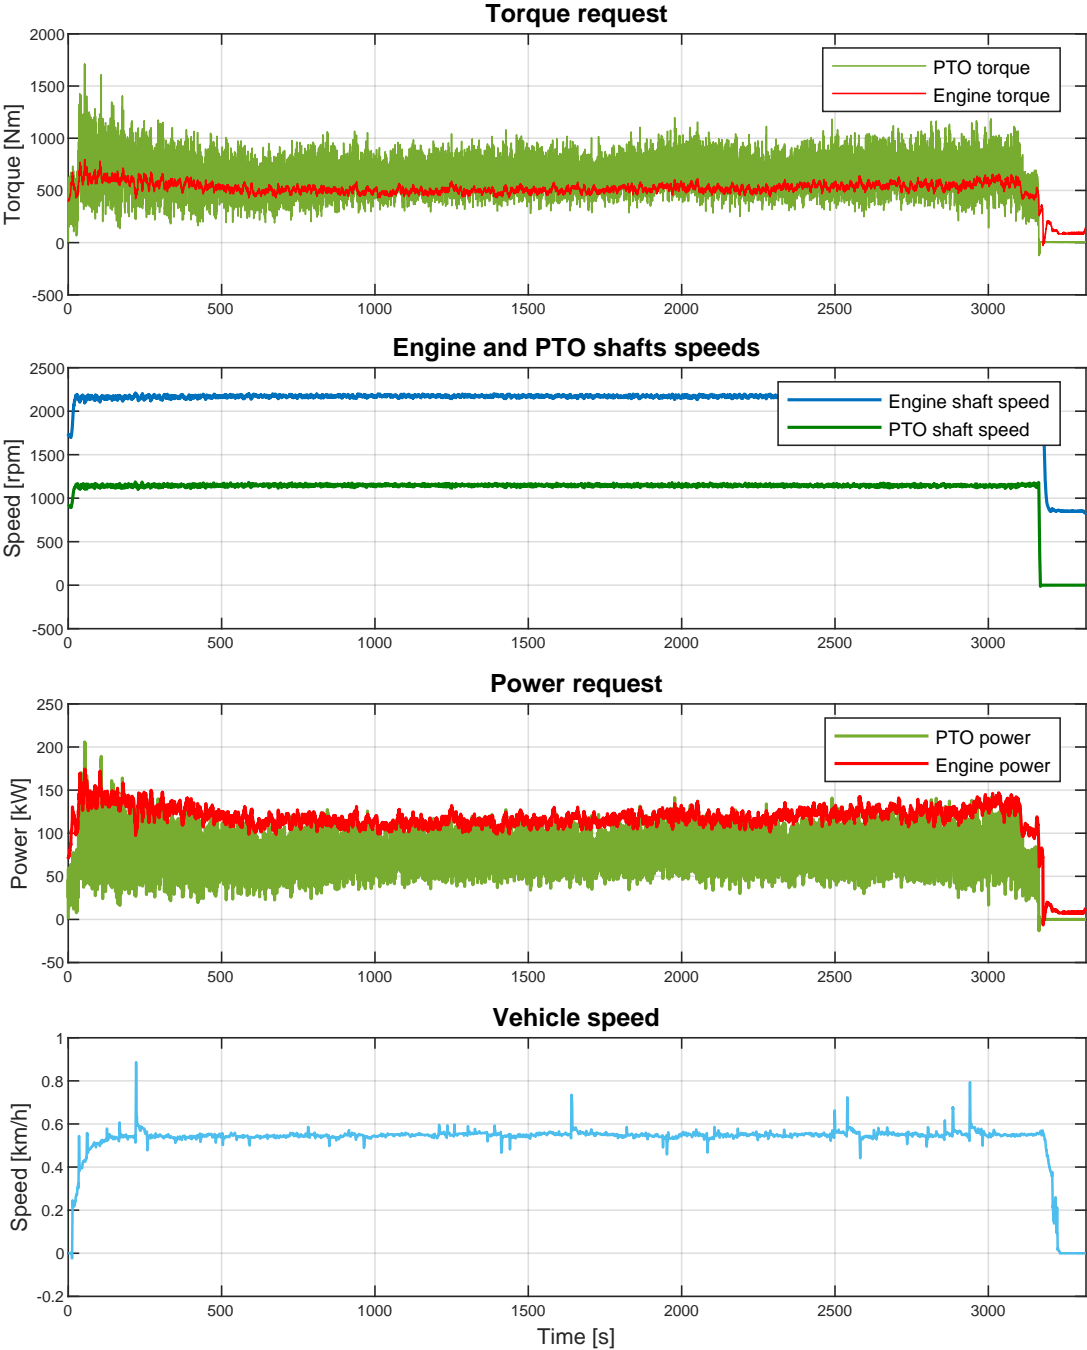 Torque request
2000
1500
1000
500
0
-500
Torque [Nm]
PTO torque
Engine torque
0 500 1000 1500 2000 2500 3000
Engine and PTO shafts speeds
2500
2000
1500
1000
500
0
-500
Speed [rpm]
Engine shaft speed
PTO shaft speed
0 500 1000 1500 2000 2500 3000
Power request
250
200
150
100
50
0
-50
Power [kW]
PTO power
Engine power
0 500 1000 1500 2000 2500 3000
Vehicle speed
1
0.8
0.6
0.4
0.2
0
-0.2
Speed [km/h]
0 500 1000 1500 2000 2500 3000
Time [s]